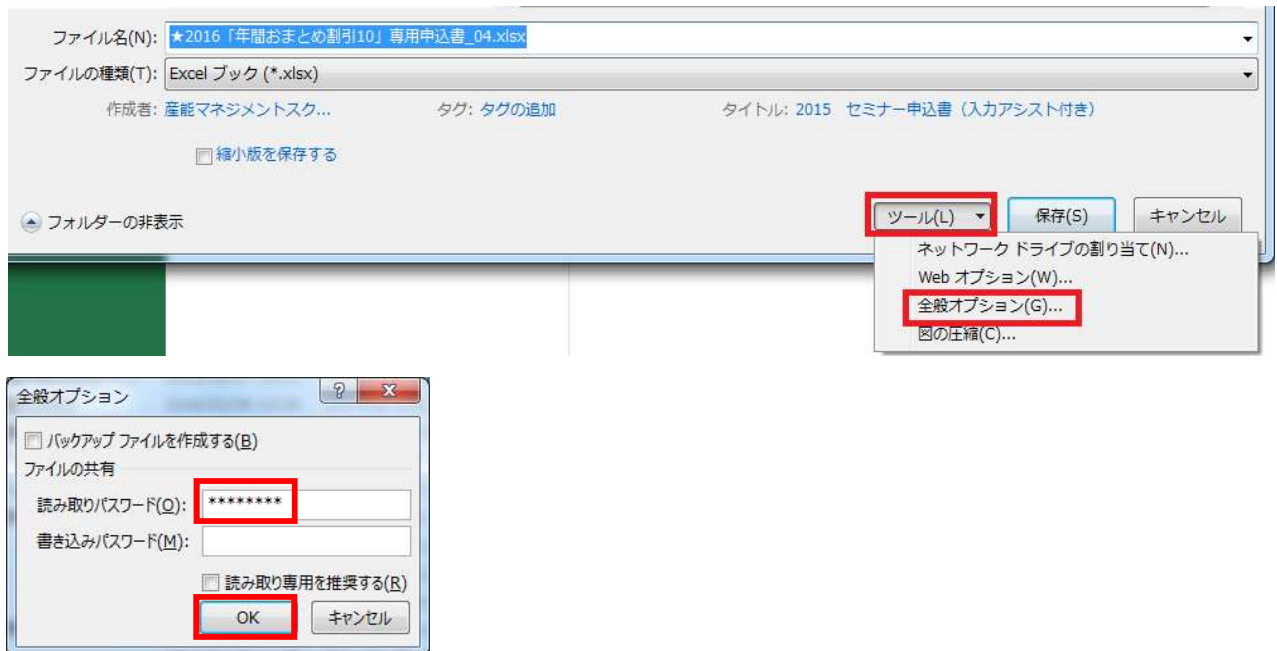 ファイル名(N): ★2016「年間おまとめ割引10」専用申込書_04.xlsx
ファイルの種類(T): Excel ブック (*.xlsx)
作成者: 産能マネジメントスク... タグ: タグの追加 タイトル: 2015 セミナー申込書（入力アシスト付き）
縮小版を保存する
フォルダーの非表示 ツール(L) 保存(S) キャンセル
ネットワーク ドライブの割り当て(N)...
Web オプション(W)...
全般オプション(G)...
図の圧縮(C)...
全般オプション
バックアップ ファイルを作成する(B)
ファイルの共有
読み取りパスワード(O): ********
書き込みパスワード(M):
読み取り専用を推奨する(R)
OK キャンセル